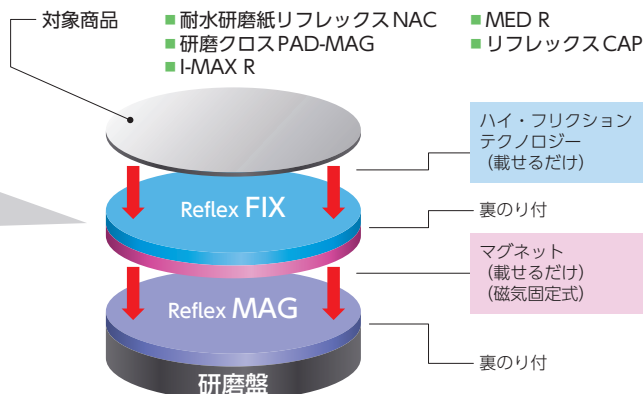 対象商品
■ 耐水研磨紙リフレックスNAC
■ MED R
■ 研磨クロスPAD-MAG
■ リフレックスCAP
■ I-MAX R
ハイ・フリクション
テクノロジー
（載せるだけ）
Reflex FIX
裏のり付
マグネット
（載せるだけ）
（磁気固定式）
Reflex MAG
裏のり付
研磨盤